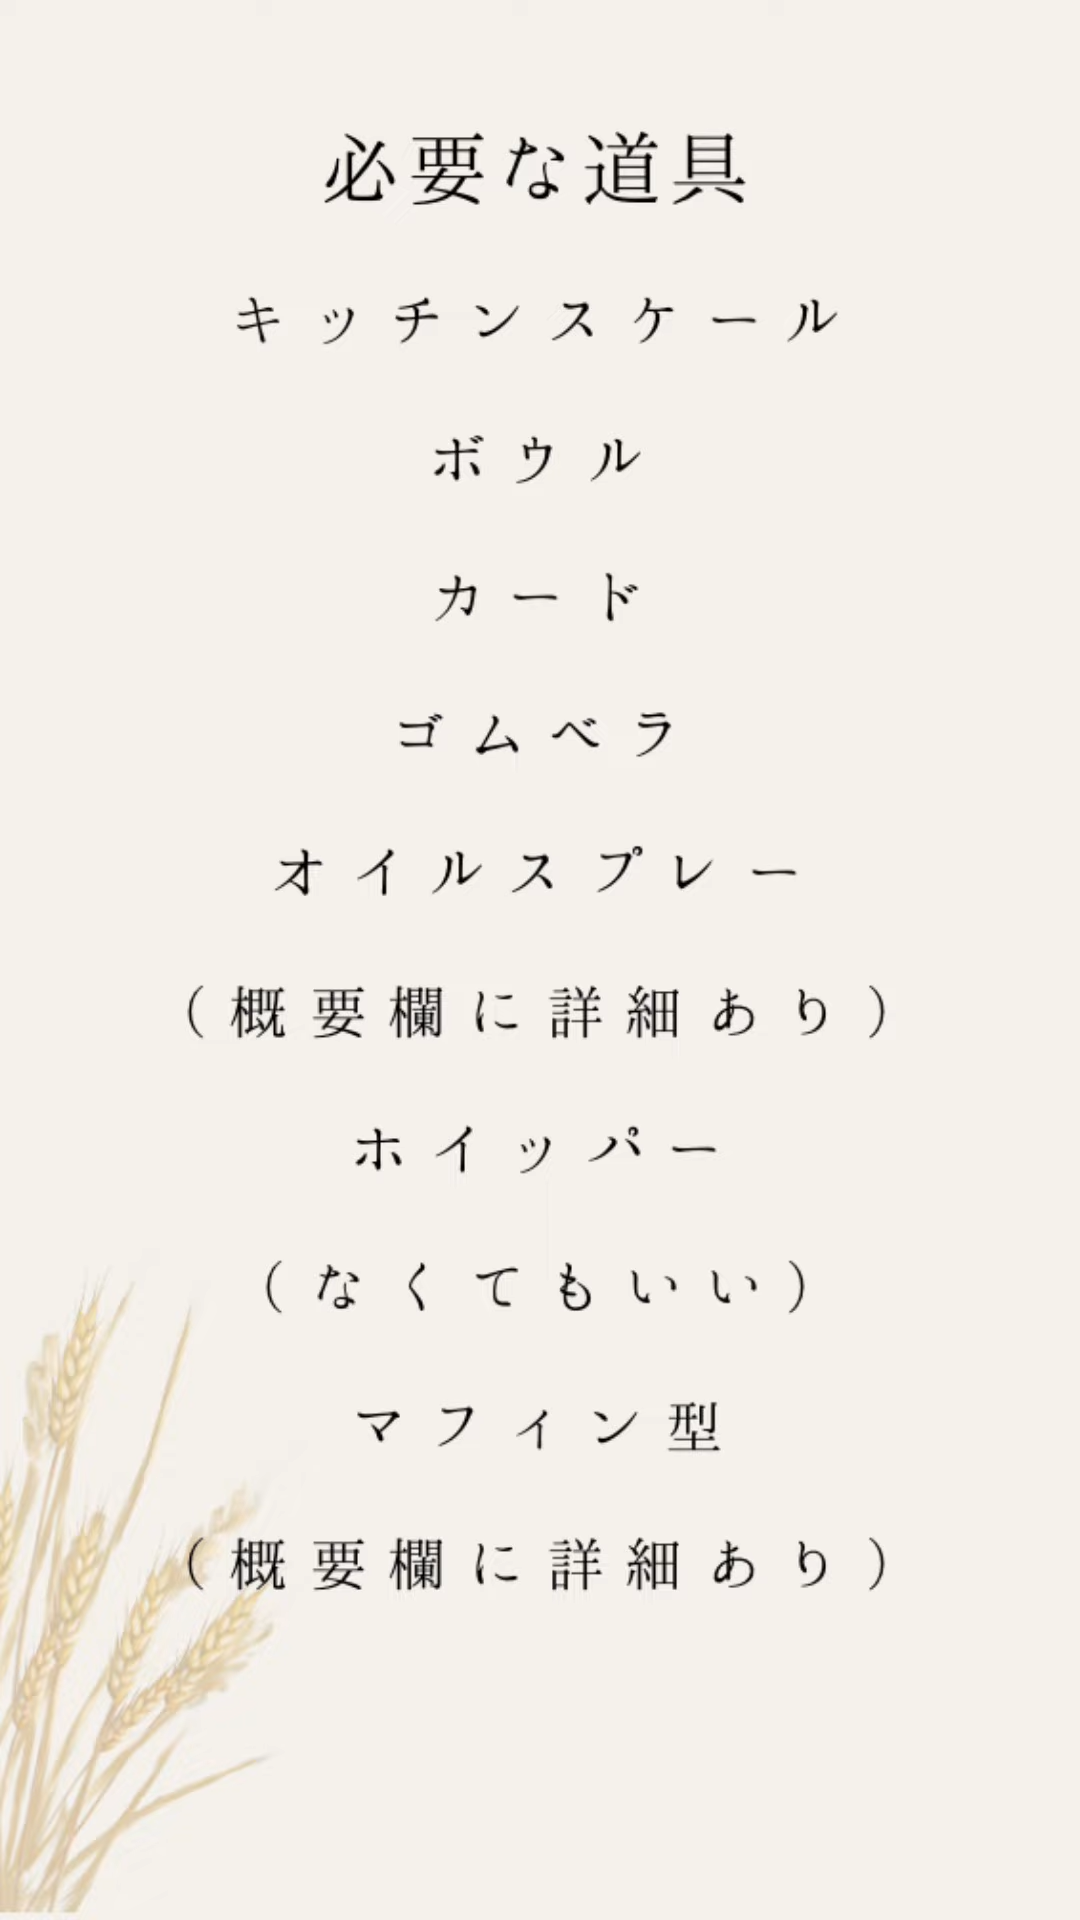 必要な道具
キッチンスケール
ボウル
カード
ゴムベラ
オイルスプレー
（概要欄に詳細あり）
ホイッパー
（なくてもいい）
マフィン型
（概要欄に詳細あり）